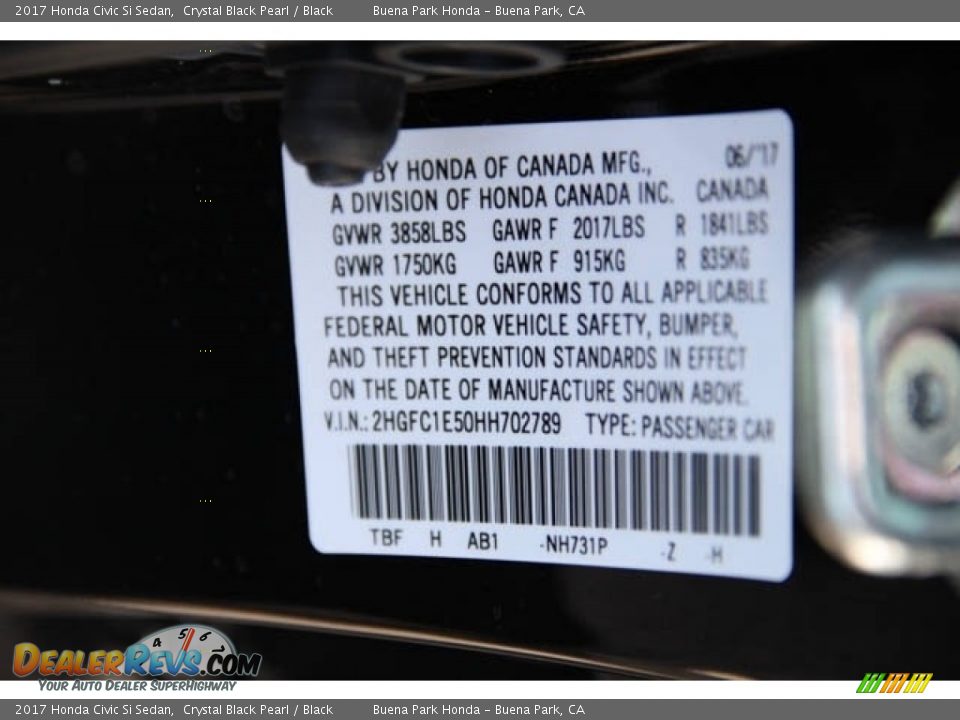 2017 Honda Civic Si Sedan, Crystal Black Pearl / Black Buena Park Honda - Buena Park, CA
BY HONDA OF CANADA MFG., 06/'17
A DIVISION OF HONDA CANADA INC. CANADA
GVWR 3858LBS GAWR F 2017LBS R 1841LBS
GVWR 1750KG GAWR F 915KG R 835KG
THIS VEHICLE CONFORMS TO ALL APPLICABLE
FEDERAL MOTOR VEHICLE SAFETY, BUMPER,
AND THEFT PREVENTION STANDARDS IN EFFECT
ON THE DATE OF MANUFACTURE SHOWN ABOVE.
V.I.N.: 2HGFC1E50HH702789 TYPE: PASSENGER CAR
TBF H AB1 -NH731P -Z -H
4 5 6
DEALERREVS.COM
YOUR AUTO DEALER SUPERHIGHWAY
2017 Honda Civic Si Sedan, Crystal Black Pearl / Black Buena Park Honda - Buena Park, CA